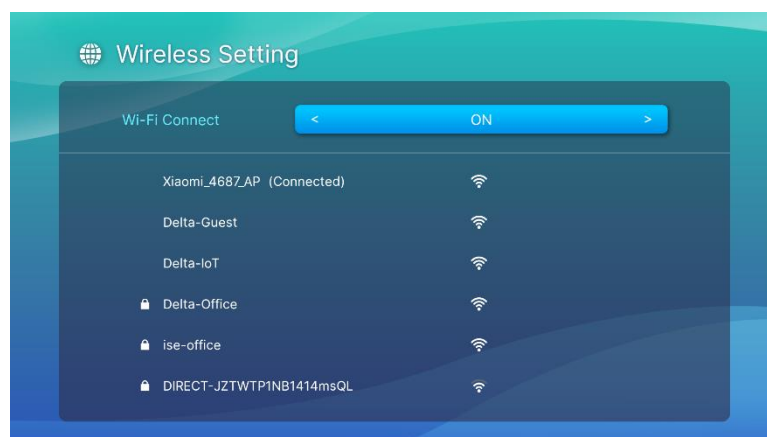 Wireless Setting
Wi-Fi Connect < ON >
Xiaomi_4687_AP (Connected)
Delta-Guest
Delta-IoT
Delta-Office
ise-office
DIRECT-JZTWTP1NB1414msQL